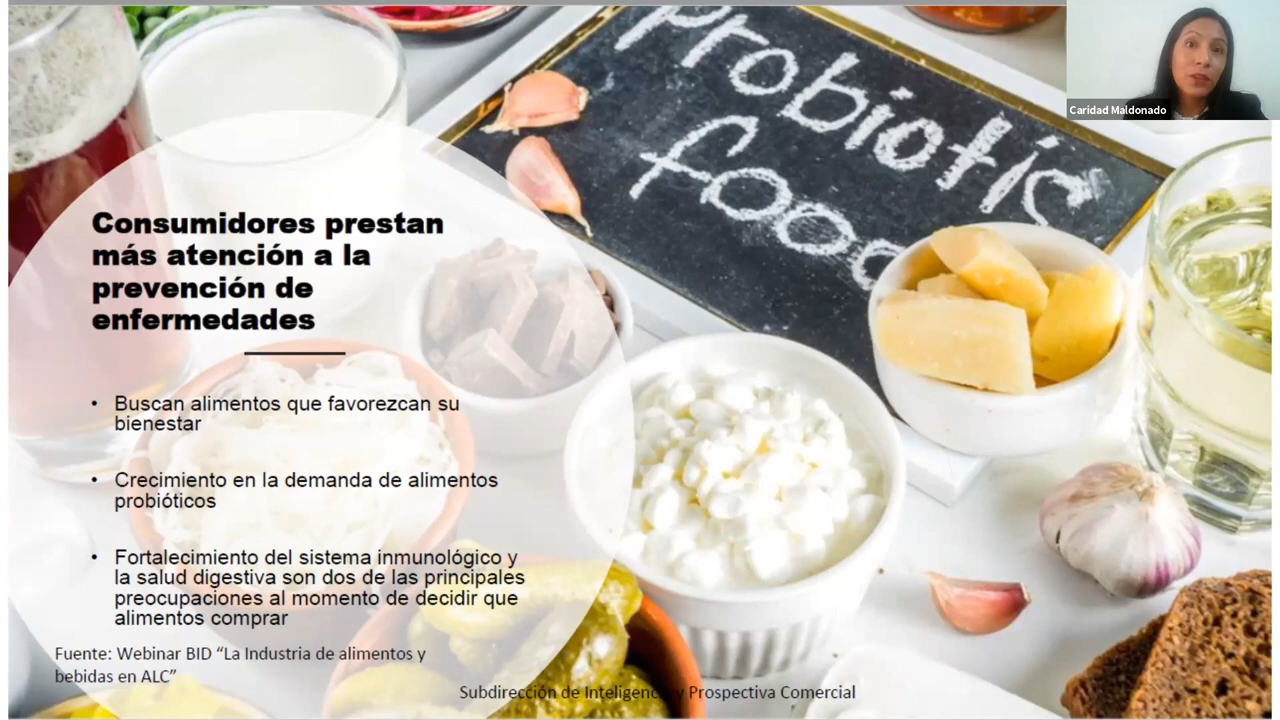 Probiotic
food
Caridad Maldonado
Consumidores prestan
más atención a la
prevención de
enfermedades
• Buscan alimentos que favorezcan su
bienestar
• Crecimiento en la demanda de alimentos
probióticos
• Fortalecimiento del sistema inmunológico y
la salud digestiva son dos de las principales
preocupaciones al momento de decidir que
alimentos comprar
Fuente: Webinar BID “La Industria de alimentos y
bebidas en ALC”
Subdirección de Inteligencia y Prospectiva Comercial